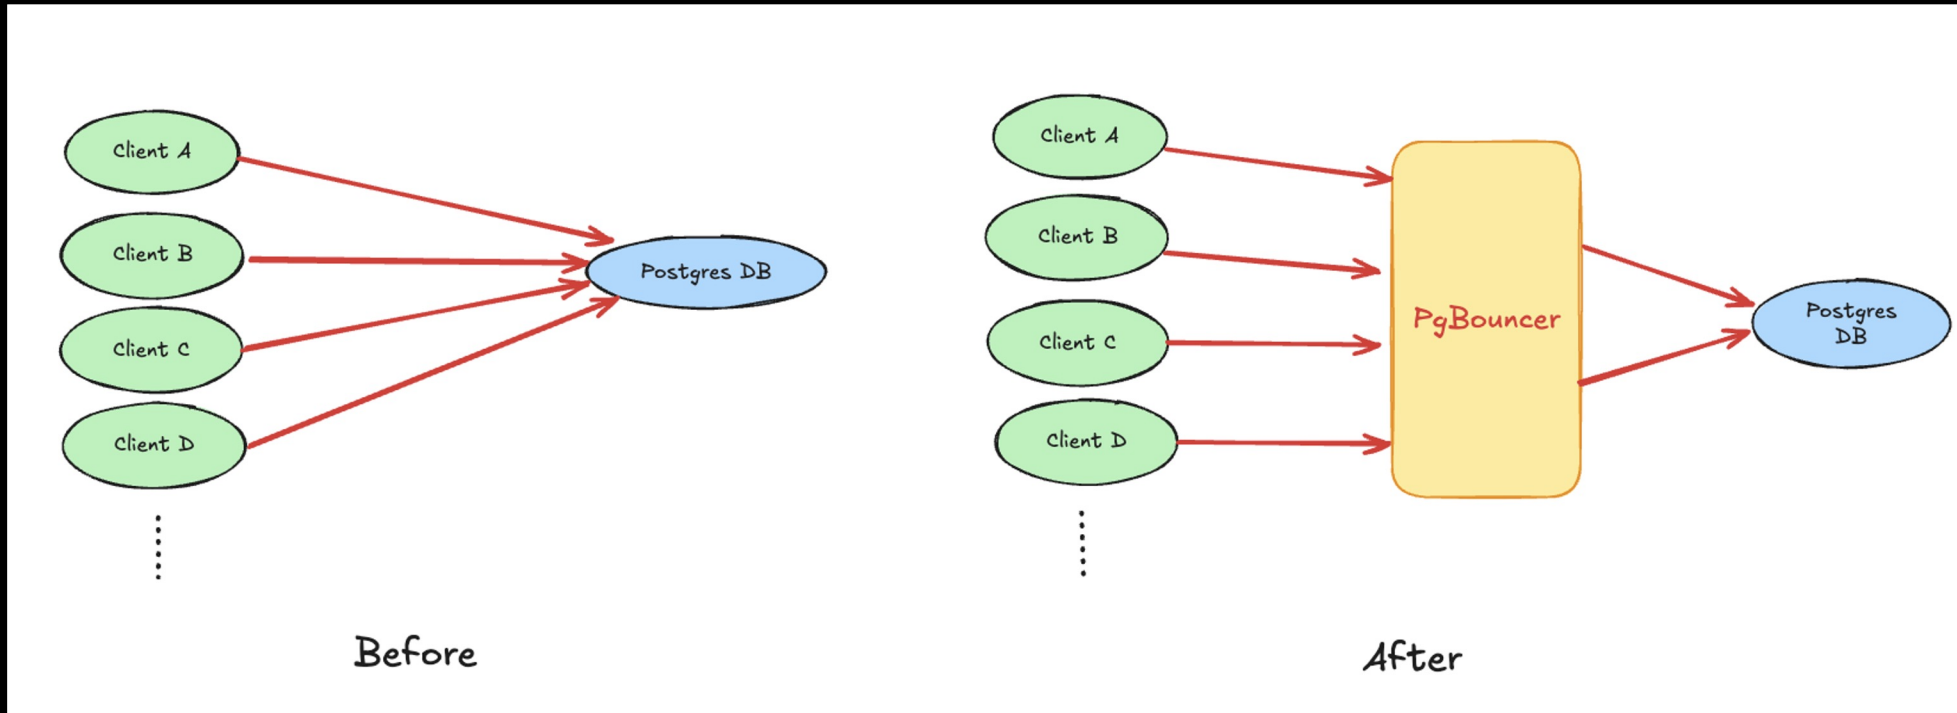 Client A
Client B
Client C
Client D
Postgres DB
Before
Client A
Client B
Client C
Client D
PgBouncer
Postgres
DB
After